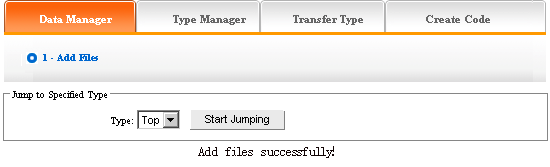 Data Manager Type Manager Transfer Type Create Code
1 - Add Files
Jump to Specified Type
Type: Top Start Jumping
Add files successfully!